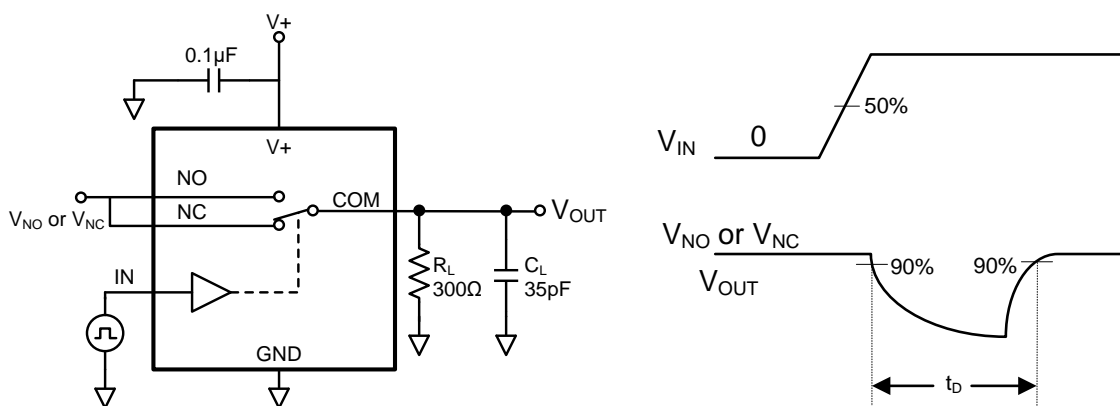 V+
0.1µF
V+
NO
COM
NC
V_NO or V_NC
V_OUT
IN
R_L
300Ω
C_L
35pF
GND
50%
V_IN
0
V_NO or V_NC
90%
90%
V_OUT
t_D